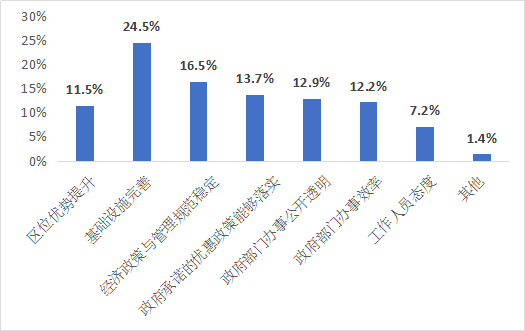 30%
25%
20%
15%
10%
5%
0%
11.5%
24.5%
16.5%
13.7%
12.9%
12.2%
7.2%
1.4%
区位优势提升
基础设施完善
经济政策与管理规范稳定
政府承诺的优惠政策能够落实
政府部门办事公开透明
政府部门办事效率
工作人员态度
其他